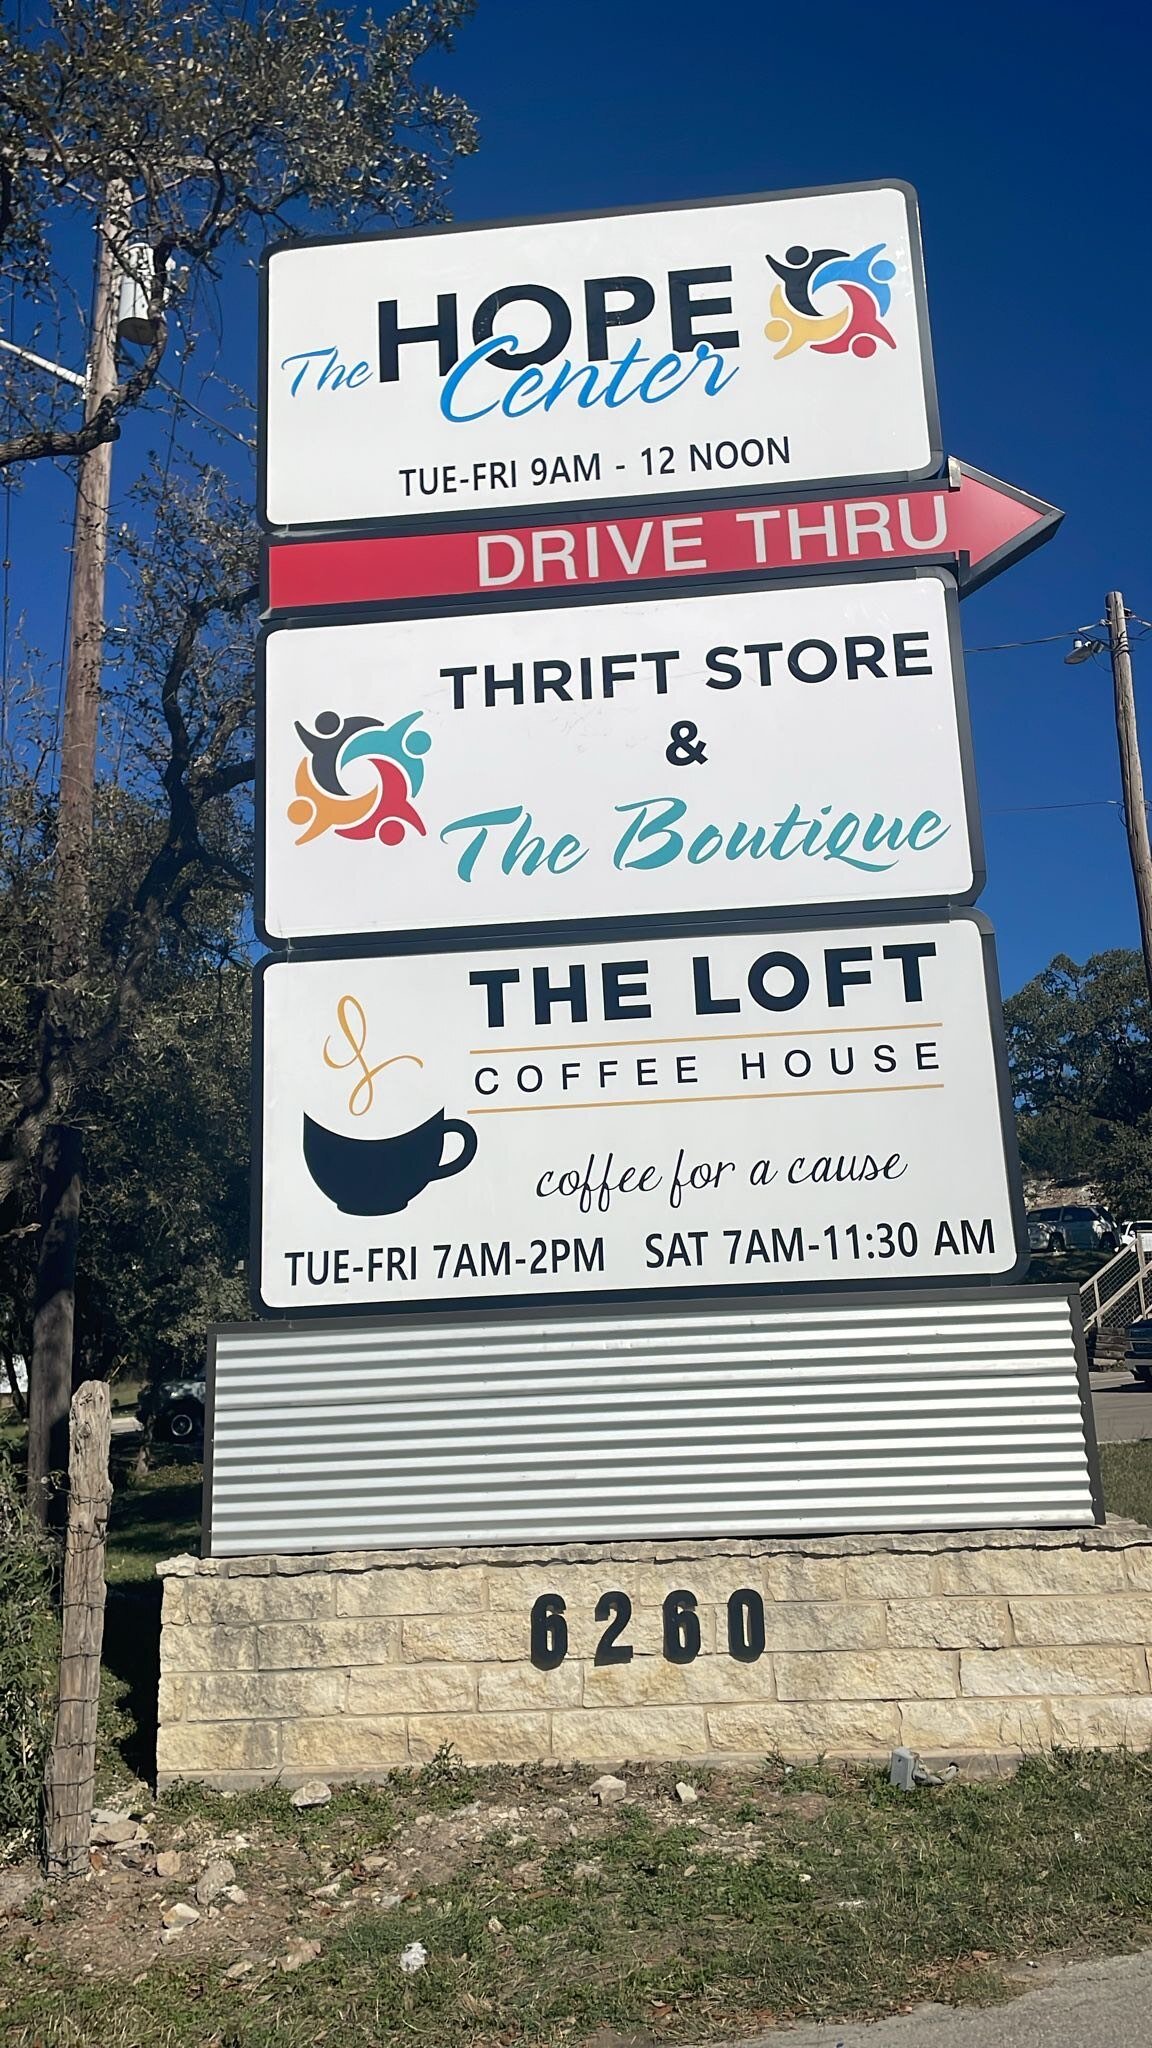 The HOPE
Center
TUE-FRI 9AM - 12 NOON
DRIVE THRU
THRIFT STORE
&
The Boutique
THE LOFT
COFFEE HOUSE
coffee for a cause
TUE-FRI 7AM-2PM SAT 7AM-11:30 AM
6260